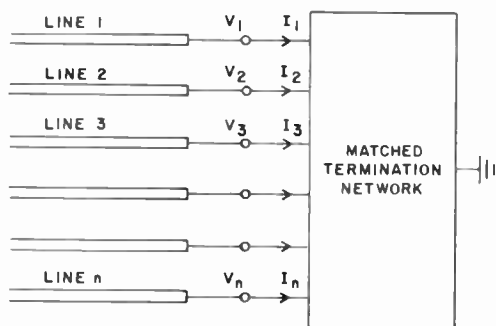 LINE 1 V1 I1
LINE 2 V2 I2
LINE 3 V3 I3
MATCHED
TERMINATION
NETWORK
LINE n Vn In